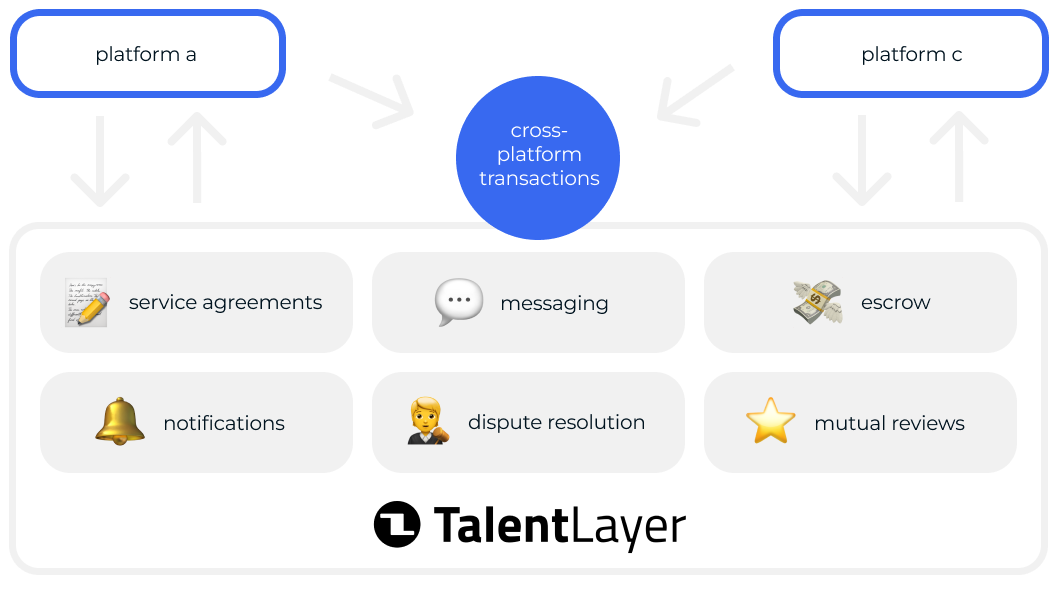 platform a
platform c
cross-
platform
transactions
service agreements
messaging
escrow
notifications
dispute resolution
mutual reviews
TalentLayer